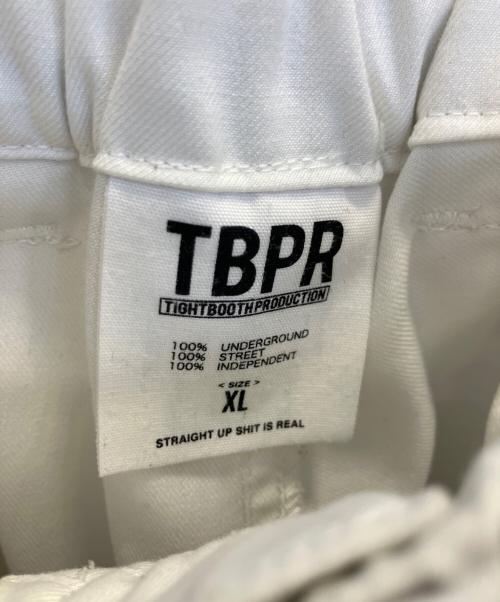 TBPR
TIGHTBOOTHPRODUCTION
100% UNDERGROUND
100% STREET
100% INDEPENDENT
< SIZE >
XL
STRAIGHT UP SHIT IS REAL